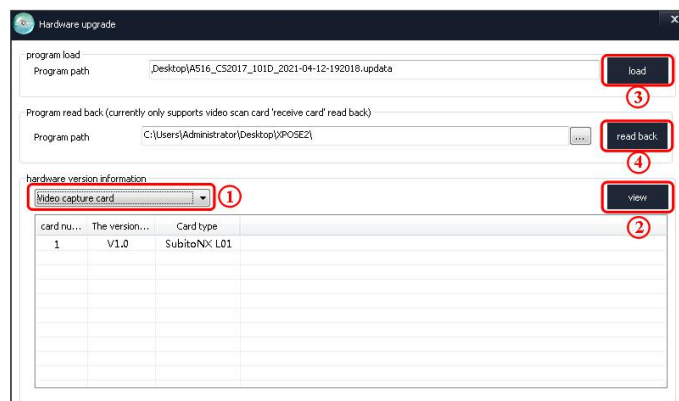 Hardware upgrade
x
program load
Program path
,Desktop\A516_CS2017_101D_2021-04-12-192018.updata
load
③
Program read back (currently only supports video scan card 'receive card' read back)
Program path
C:\Users\Administrator\Desktop\XPOSE2\
...
read back
④
hardware version information
Video capture card
①
view
②
card nu... The version... Card type
1 V1.0 SubitoNX L01